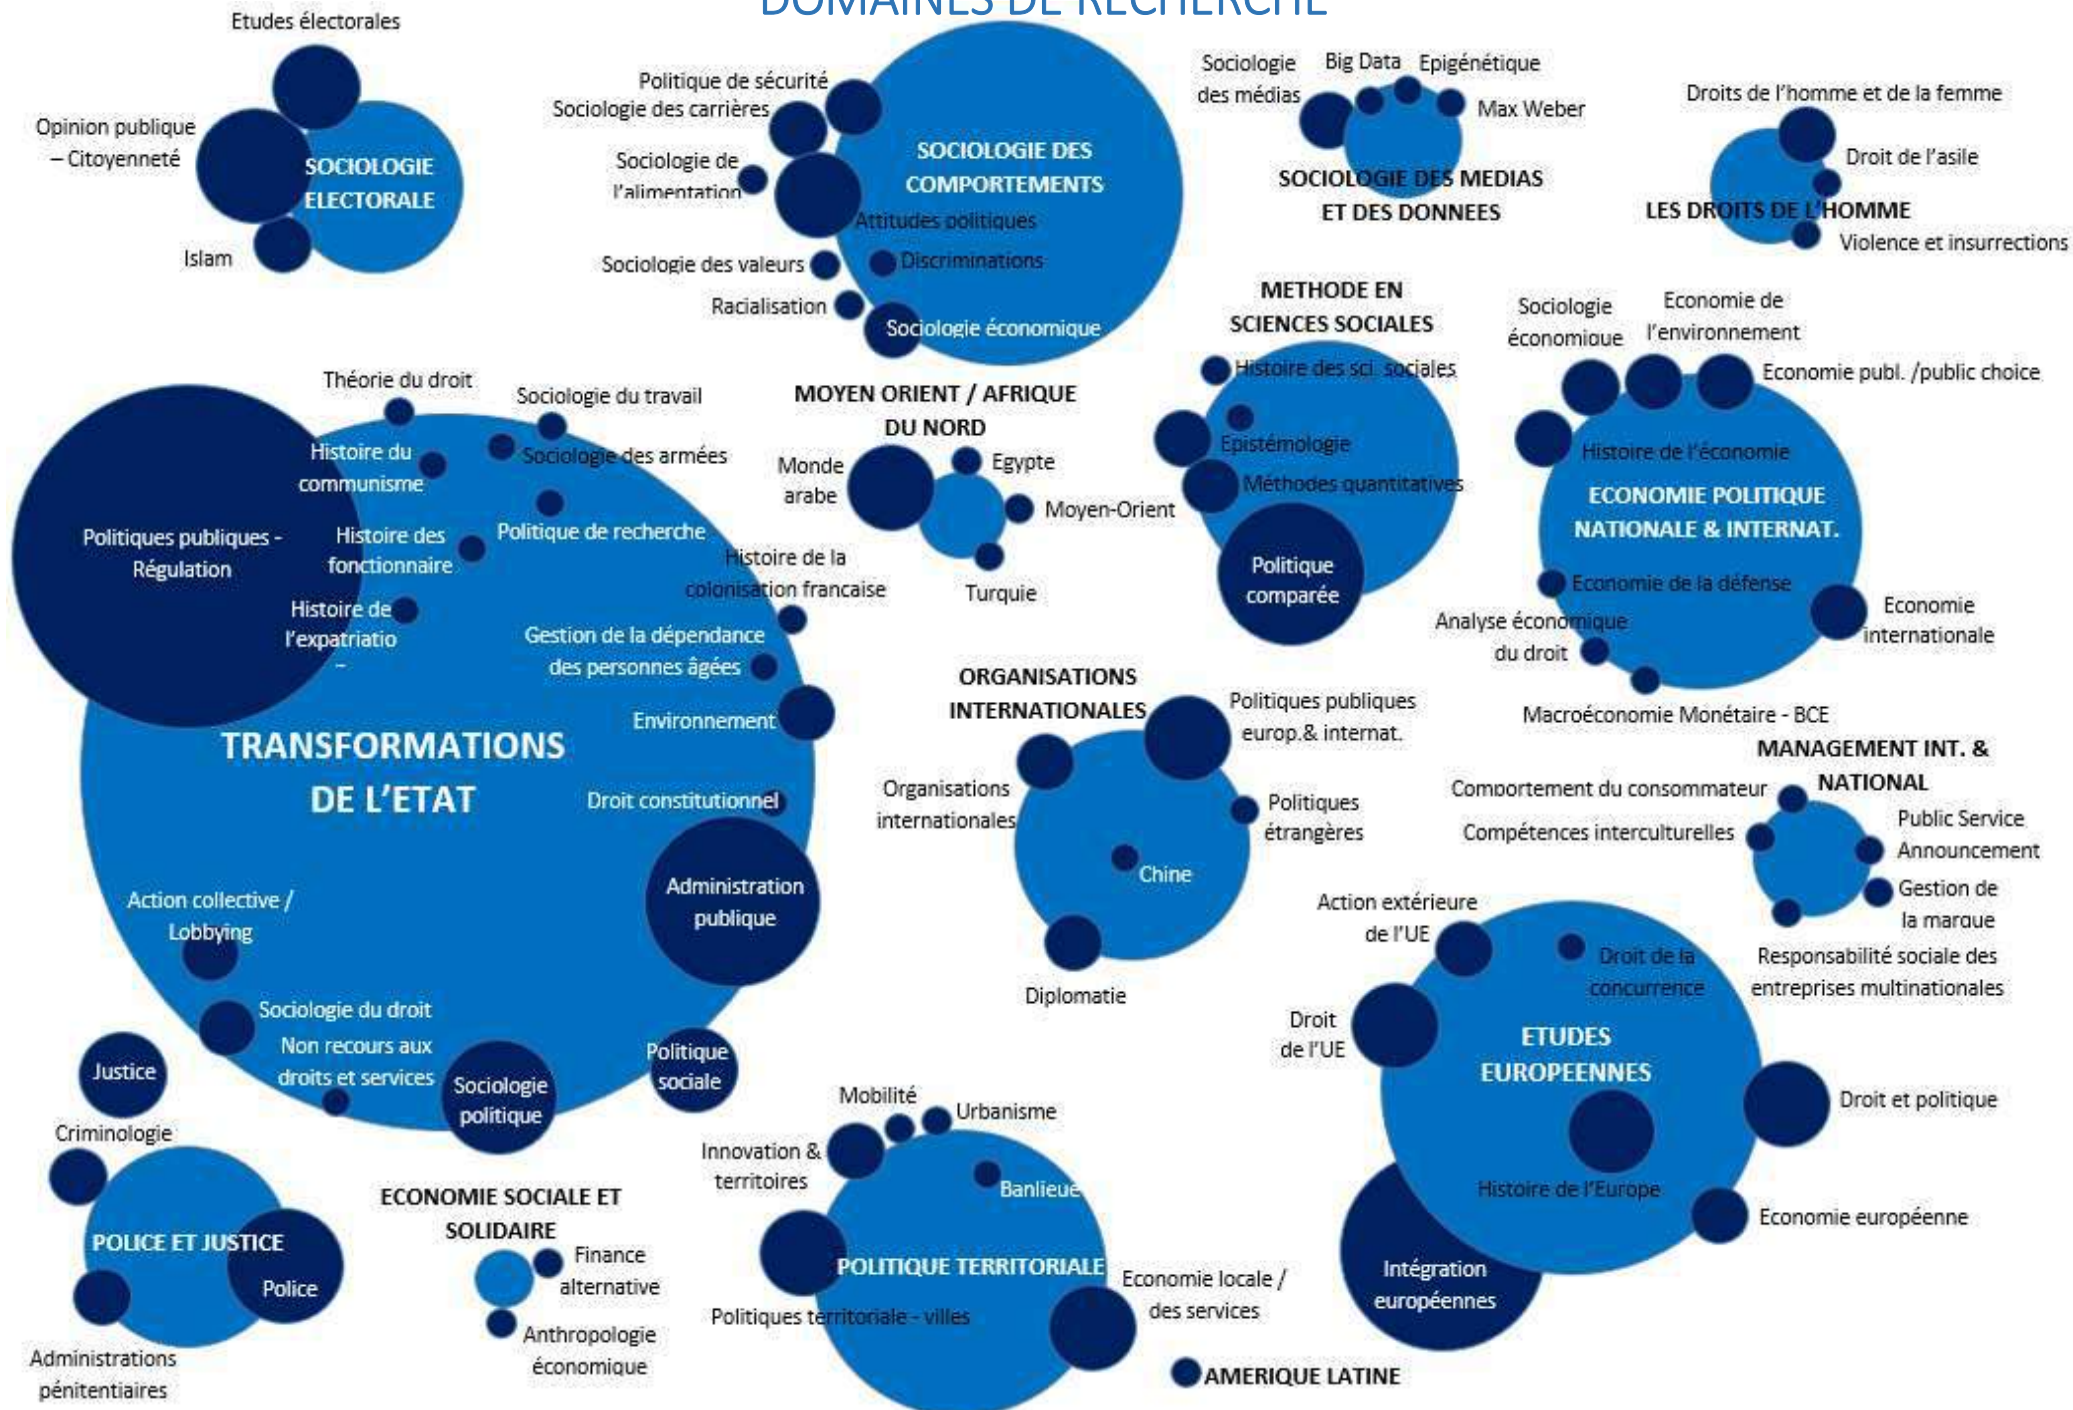 DOMAINES DE RECHERCHE
Etudes électorales
Opinion publique
– Citoyenneté
SOCIOLOGIE
ELECTORALE
Islam
Politique de sécurité
Sociologie des carrières
Sociologie de
l'alimentation
SOCIOLOGIE DES
COMPORTEMENTS
Attitudes politiques
Sociologie des valeurs
Discriminations
Racialisation
Sociologie économique
Sociologie
des médias
Big Data
Epigénétique
Max Weber
SOCIOLOGIE DES MEDIAS
ET DES DONNEES
Droits de l'homme et de la femme
Droit de l'asile
LES DROITS DE L'HOMME
Violence et insurrections
METHODE EN
SCIENCES SOCIALES
Histoire des sci. sociales
Epistémologie
Méthodes quantitatives
Politique
comparée
Sociologie
économique
Economie de
l'environnement
Economie publ. /public choice
Histoire de l'économie
ECONOMIE POLITIQUE
NATIONALE & INTERNAT.
Economie de la défense
Analyse économique
du droit
Economie
internationale
Macroéconomie Monétaire - BCE
Théorie du droit
Sociologie du travail
Histoire du
communisme
Sociologie des armées
Politiques publiques -
Régulation
Histoire des
fonctionnaire
Politique de recherche
Histoire de la
colonisation francaise
Histoire de
l'expatriatio
–
Gestion de la dépendance
des personnes âgées
Environnement
TRANSFORMATIONS
DE L'ETAT
Droit constitutionnel
Administration
publique
Action collective /
Lobbying
Sociologie du droit
Non recours aux
droits et services
Sociologie
politique
Politique
sociale
MOYEN ORIENT / AFRIQUE
DU NORD
Monde
arabe
Egypte
Moyen-Orient
Turquie
ORGANISATIONS
INTERNATIONALES
Politiques publiques
europ.& internat.
Organisations
internationales
Politiques
étrangères
Chine
Diplomatie
MANAGEMENT INT. &
NATIONAL
Comportement du consommateur
Compétences interculturelles
Public Service
Announcement
Gestion de
la marque
Responsabilité sociale des
entreprises multinationales
Action extérieure
de l'UE
Droit de la
concurrence
Droit
de l'UE
ETUDES
EUROPEENNES
Droit et politique
Histoire de l'Europe
Economie européenne
Intégration
européennes
Justice
Criminologie
POLICE ET JUSTICE
Police
Administrations
pénitentiaires
ECONOMIE SOCIALE ET
SOLIDAIRE
Finance
alternative
Anthropologie
économique
Mobilité
Urbanisme
Innovation &
territoires
Banlieue
POLITIQUE TERRITORIALE
Economie locale /
des services
Politiques territoriale - villes
AMERIQUE LATINE